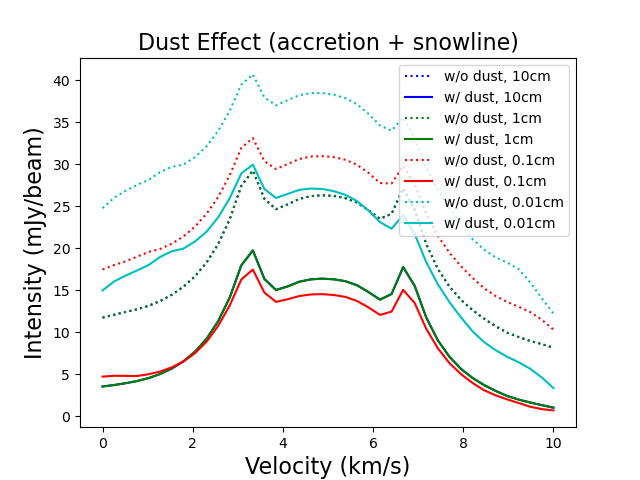 Dust Effect (accretion + snowline)
40
35
30
25
20
15
10
5
0
Intensity (mJy/beam)
w/o dust, 10cm
w/ dust, 10cm
w/o dust, 1cm
w/ dust, 1cm
w/o dust, 0.1cm
w/ dust, 0.1cm
w/o dust, 0.01cm
w/ dust, 0.01cm
0 2 4 6 8 10
Velocity (km/s)